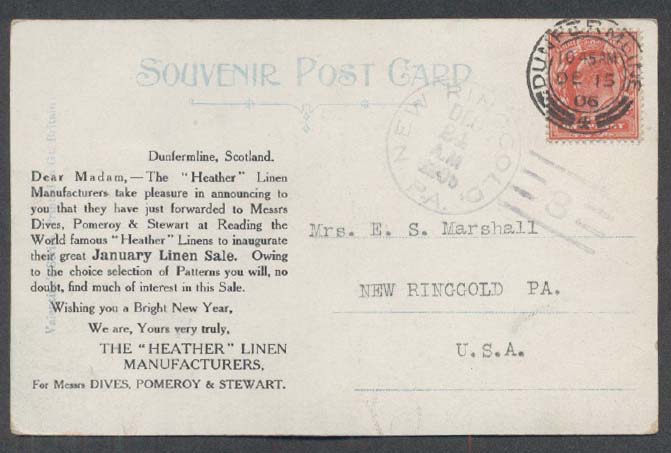 SOUVENIR POST CARD
DUNFERMLINE
10.45AM
DE 15
06
NEW RINGGOLD,
PA.
3
Dunfermline, Scotland.
Dear Madam,—The "Heather" Linen
Manufacturers take pleasure in announcing to
you that they have just forwarded to Messrs
Dives, Pomeroy & Stewart at Reading the
World famous "Heather" Linens to inaugurate
their great January Linen Sale. Owing
to the choice selection of Patterns you will, no
doubt, find much of interest in this Sale.
Wishing you a Bright New Year,
We are, Yours very truly,
THE "HEATHER" LINEN
MANUFACTURERS,
For Messrs DIVES, POMEROY & STEWART.
Mrs. E. S. Marshall
NEW RINGGOLD PA.
U.S.A.